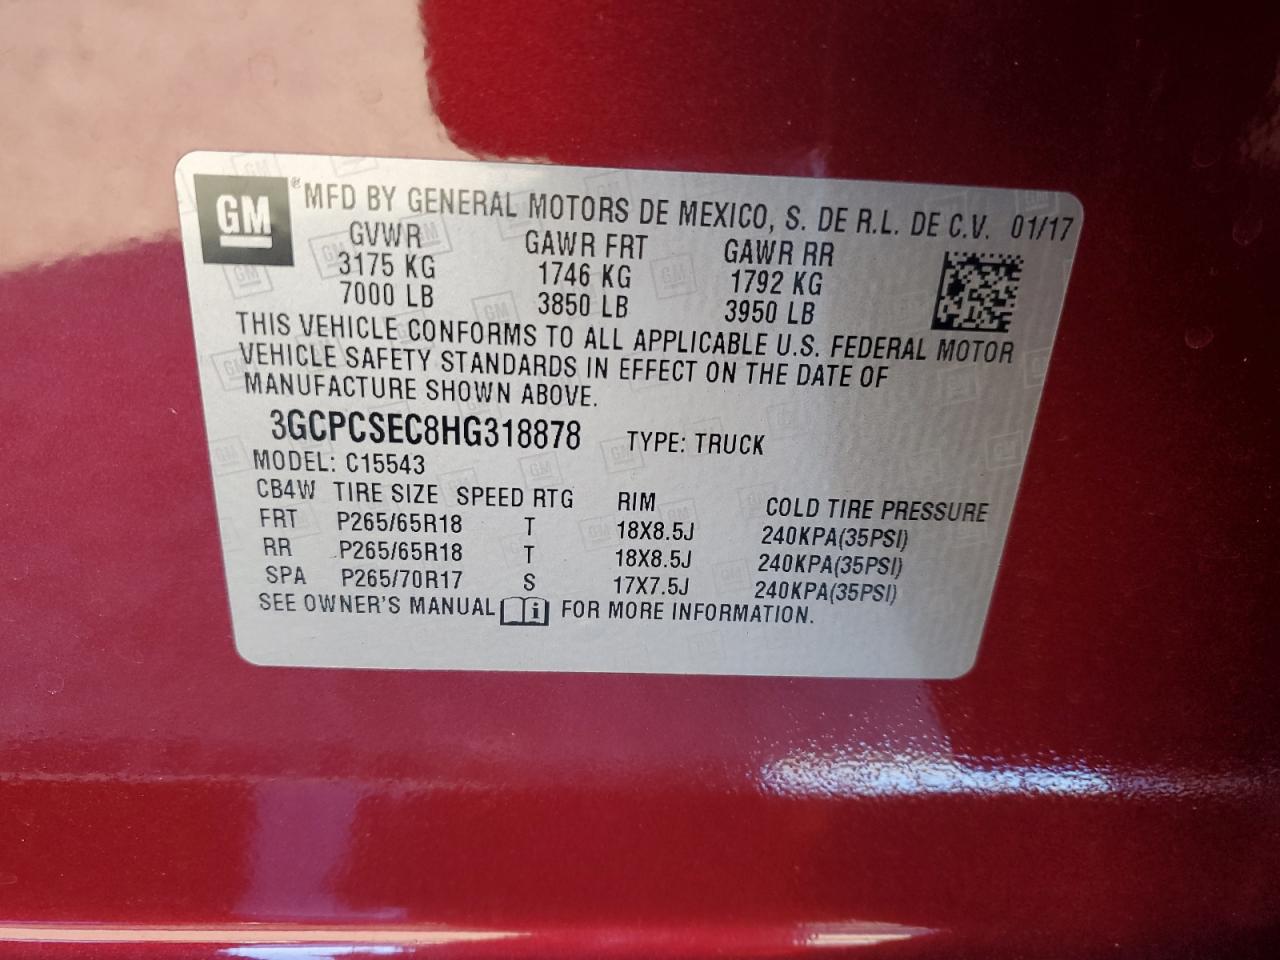 GM ® MFD BY GENERAL MOTORS DE MEXICO, S. DE R.L. DE C.V. 01/17
GVWR GAWR FRT GAWR RR
3175 KG 1746 KG 1792 KG
7000 LB 3850 LB 3950 LB
THIS VEHICLE CONFORMS TO ALL APPLICABLE U.S. FEDERAL MOTOR
VEHICLE SAFETY STANDARDS IN EFFECT ON THE DATE OF
MANUFACTURE SHOWN ABOVE.
3GCPCSEC8HG318878 TYPE: TRUCK
MODEL: C15543
CB4W TIRE SIZE SPEED RTG RIM COLD TIRE PRESSURE
FRT P265/65R18 T 18X8.5J 240KPA(35PSI)
RR P265/65R18 T 18X8.5J 240KPA(35PSI)
SPA P265/70R17 S 17X7.5J 240KPA(35PSI)
SEE OWNER'S MANUAL i FOR MORE INFORMATION.